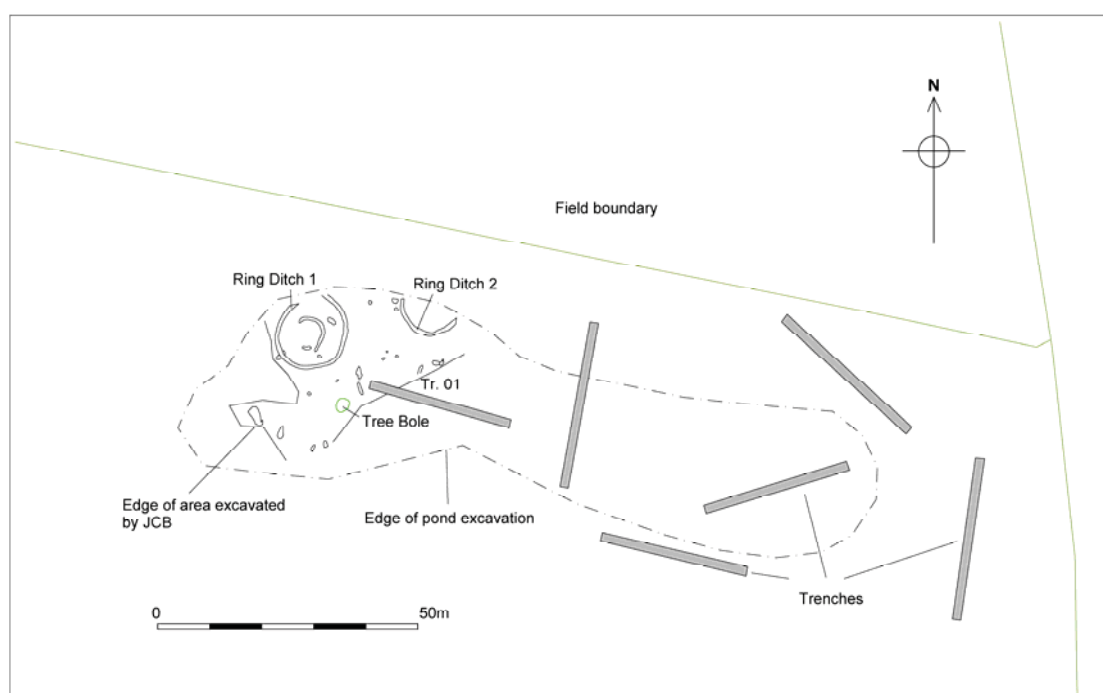 N
Field boundary
Ring Ditch 1
Ring Ditch 2
Tr. 01
Tree Bole
Edge of area excavated
by JCB
Edge of pond excavation
Trenches
0 50m